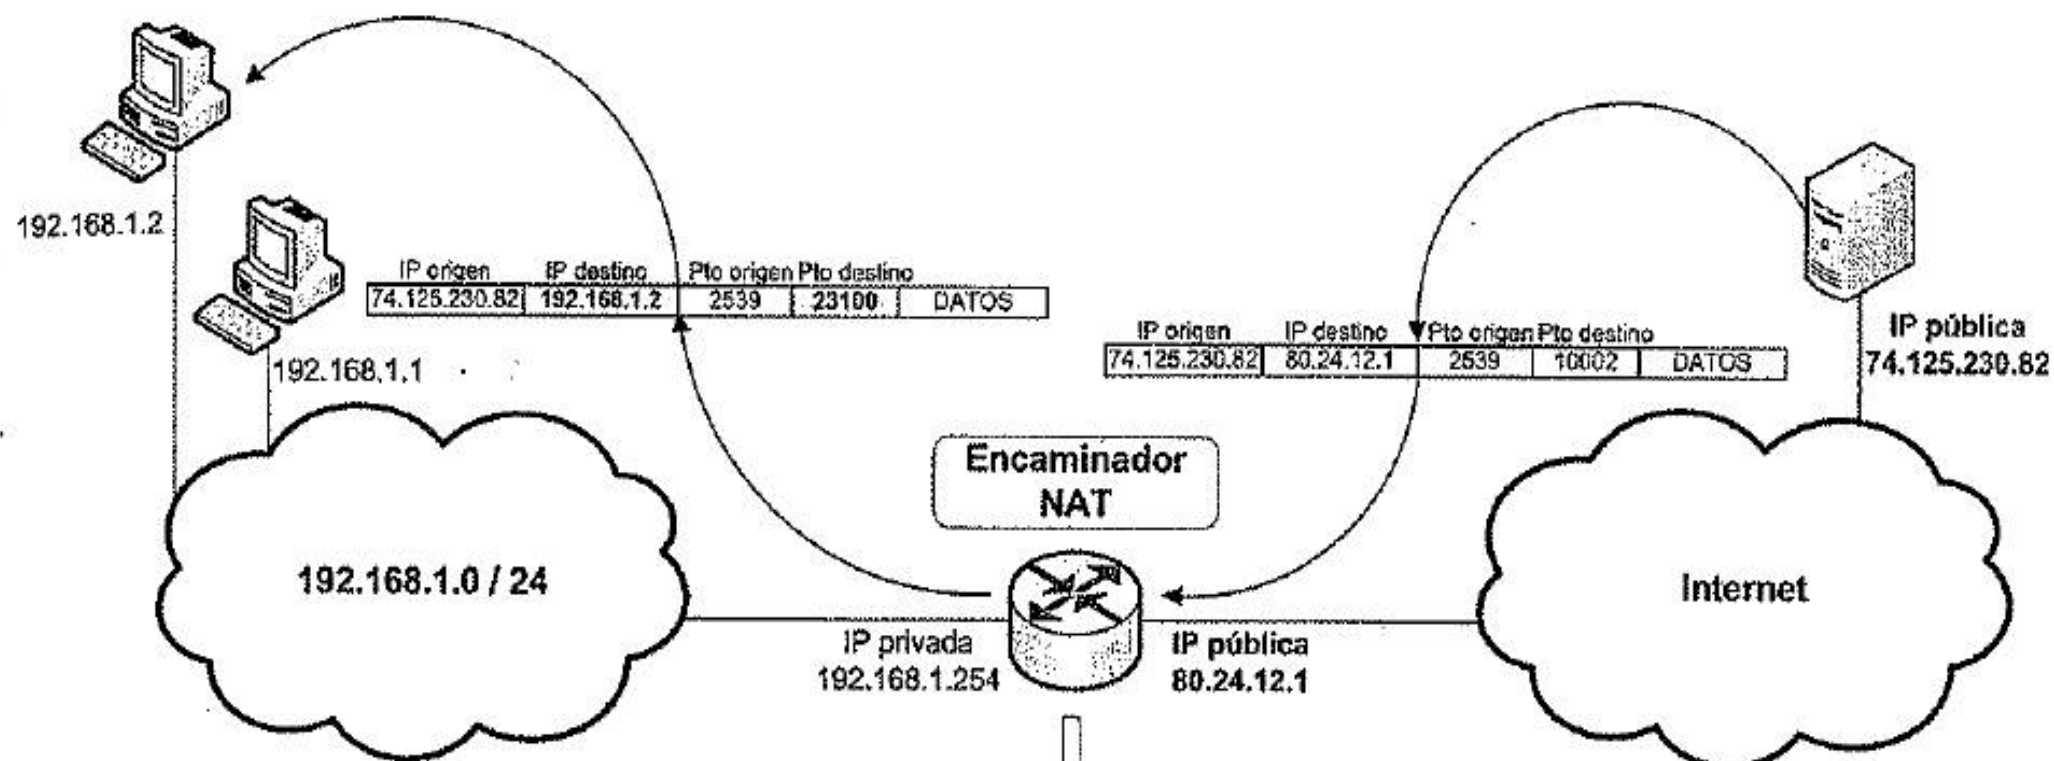 192.168.1.2
192.168.1.1
IP origen IP destino Pto origen Pto destino
74.125.230.82 192.168.1.2 2539 23100 DATOS
IP origen IP destino Pto origen Pto destino
74.125.230.82 80.24.12.1 2539 10002 DATOS
IP pública
74.125.230.82
Encaminador
NAT
192.168.1.0 / 24
Internet
IP privada
192.168.1.254
IP pública
80.24.12.1